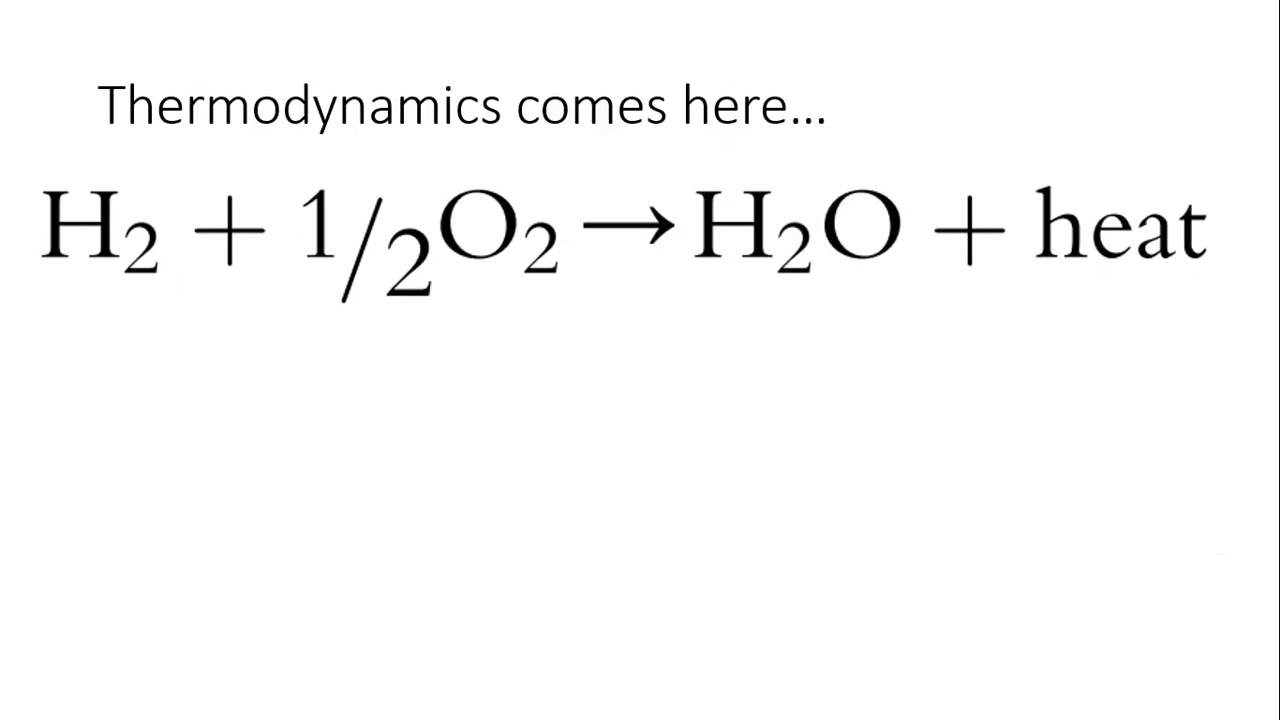 Thermodynamics comes here...
H₂ + 1/2O₂ → H₂O + heat